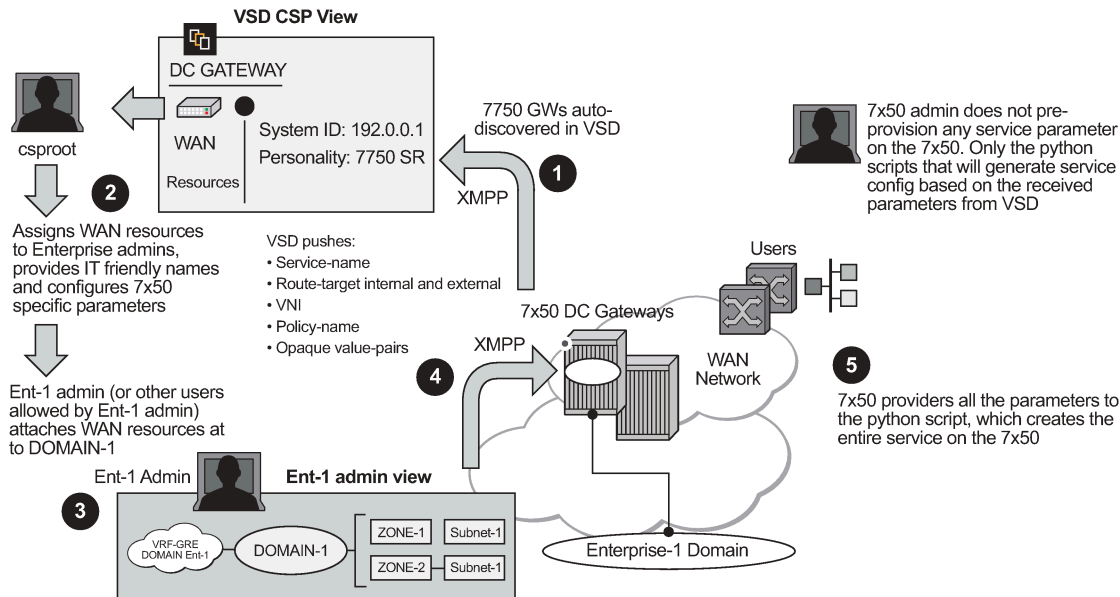 VSD CSP View
DC GATEWAY
WAN
Resources
System ID: 192.0.0.1
Personality: 7750 SR
csproot
2
Assigns WAN resources
to Enterprise admins,
provides IT friendly names
and configures 7x50
specific parameters
Ent-1 admin (or other users
allowed by Ent-1 admin)
attaches WAN resources at
to DOMAIN-1
7750 GWs auto-
discovered in VSD
1
XMPP
VSD pushes:
• Service-name
• Route-target internal and external
• VNI
• Policy-name
• Opaque value-pairs
7x50 admin does not pre-
provision any service parameter
on the 7x50. Only the python
scripts that will generate service
config based on the received
parameters from VSD
Users
7x50 DC Gateways
XMPP
4
WAN
Network
5
7x50 providers all the parameters to
the python script, which creates the
entire service on the 7x50
Enterprise-1 Domain
3
Ent-1 Admin
Ent-1 admin view
VRF-GRE
DOMAIN Ent-1
DOMAIN-1
ZONE-1
Subnet-1
ZONE-2
Subnet-1